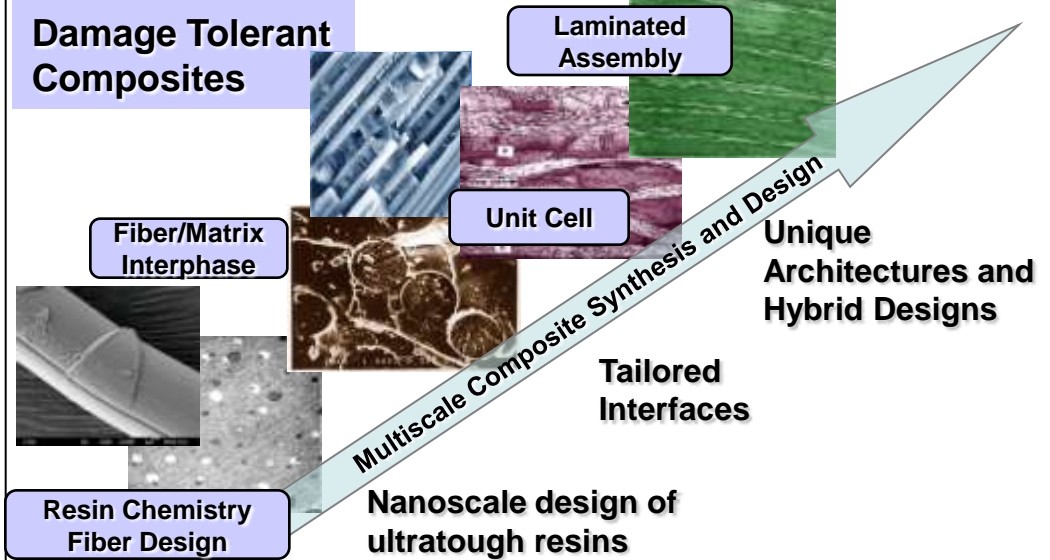 Damage Tolerant
Composites
Laminated
Assembly
Unit Cell
Fiber/Matrix
Interphase
Multiscale Composite Synthesis and Design
Unique
Architectures and
Hybrid Designs
Tailored
Interfaces
Resin Chemistry
Fiber Design
Nanoscale design of
ultratough resins